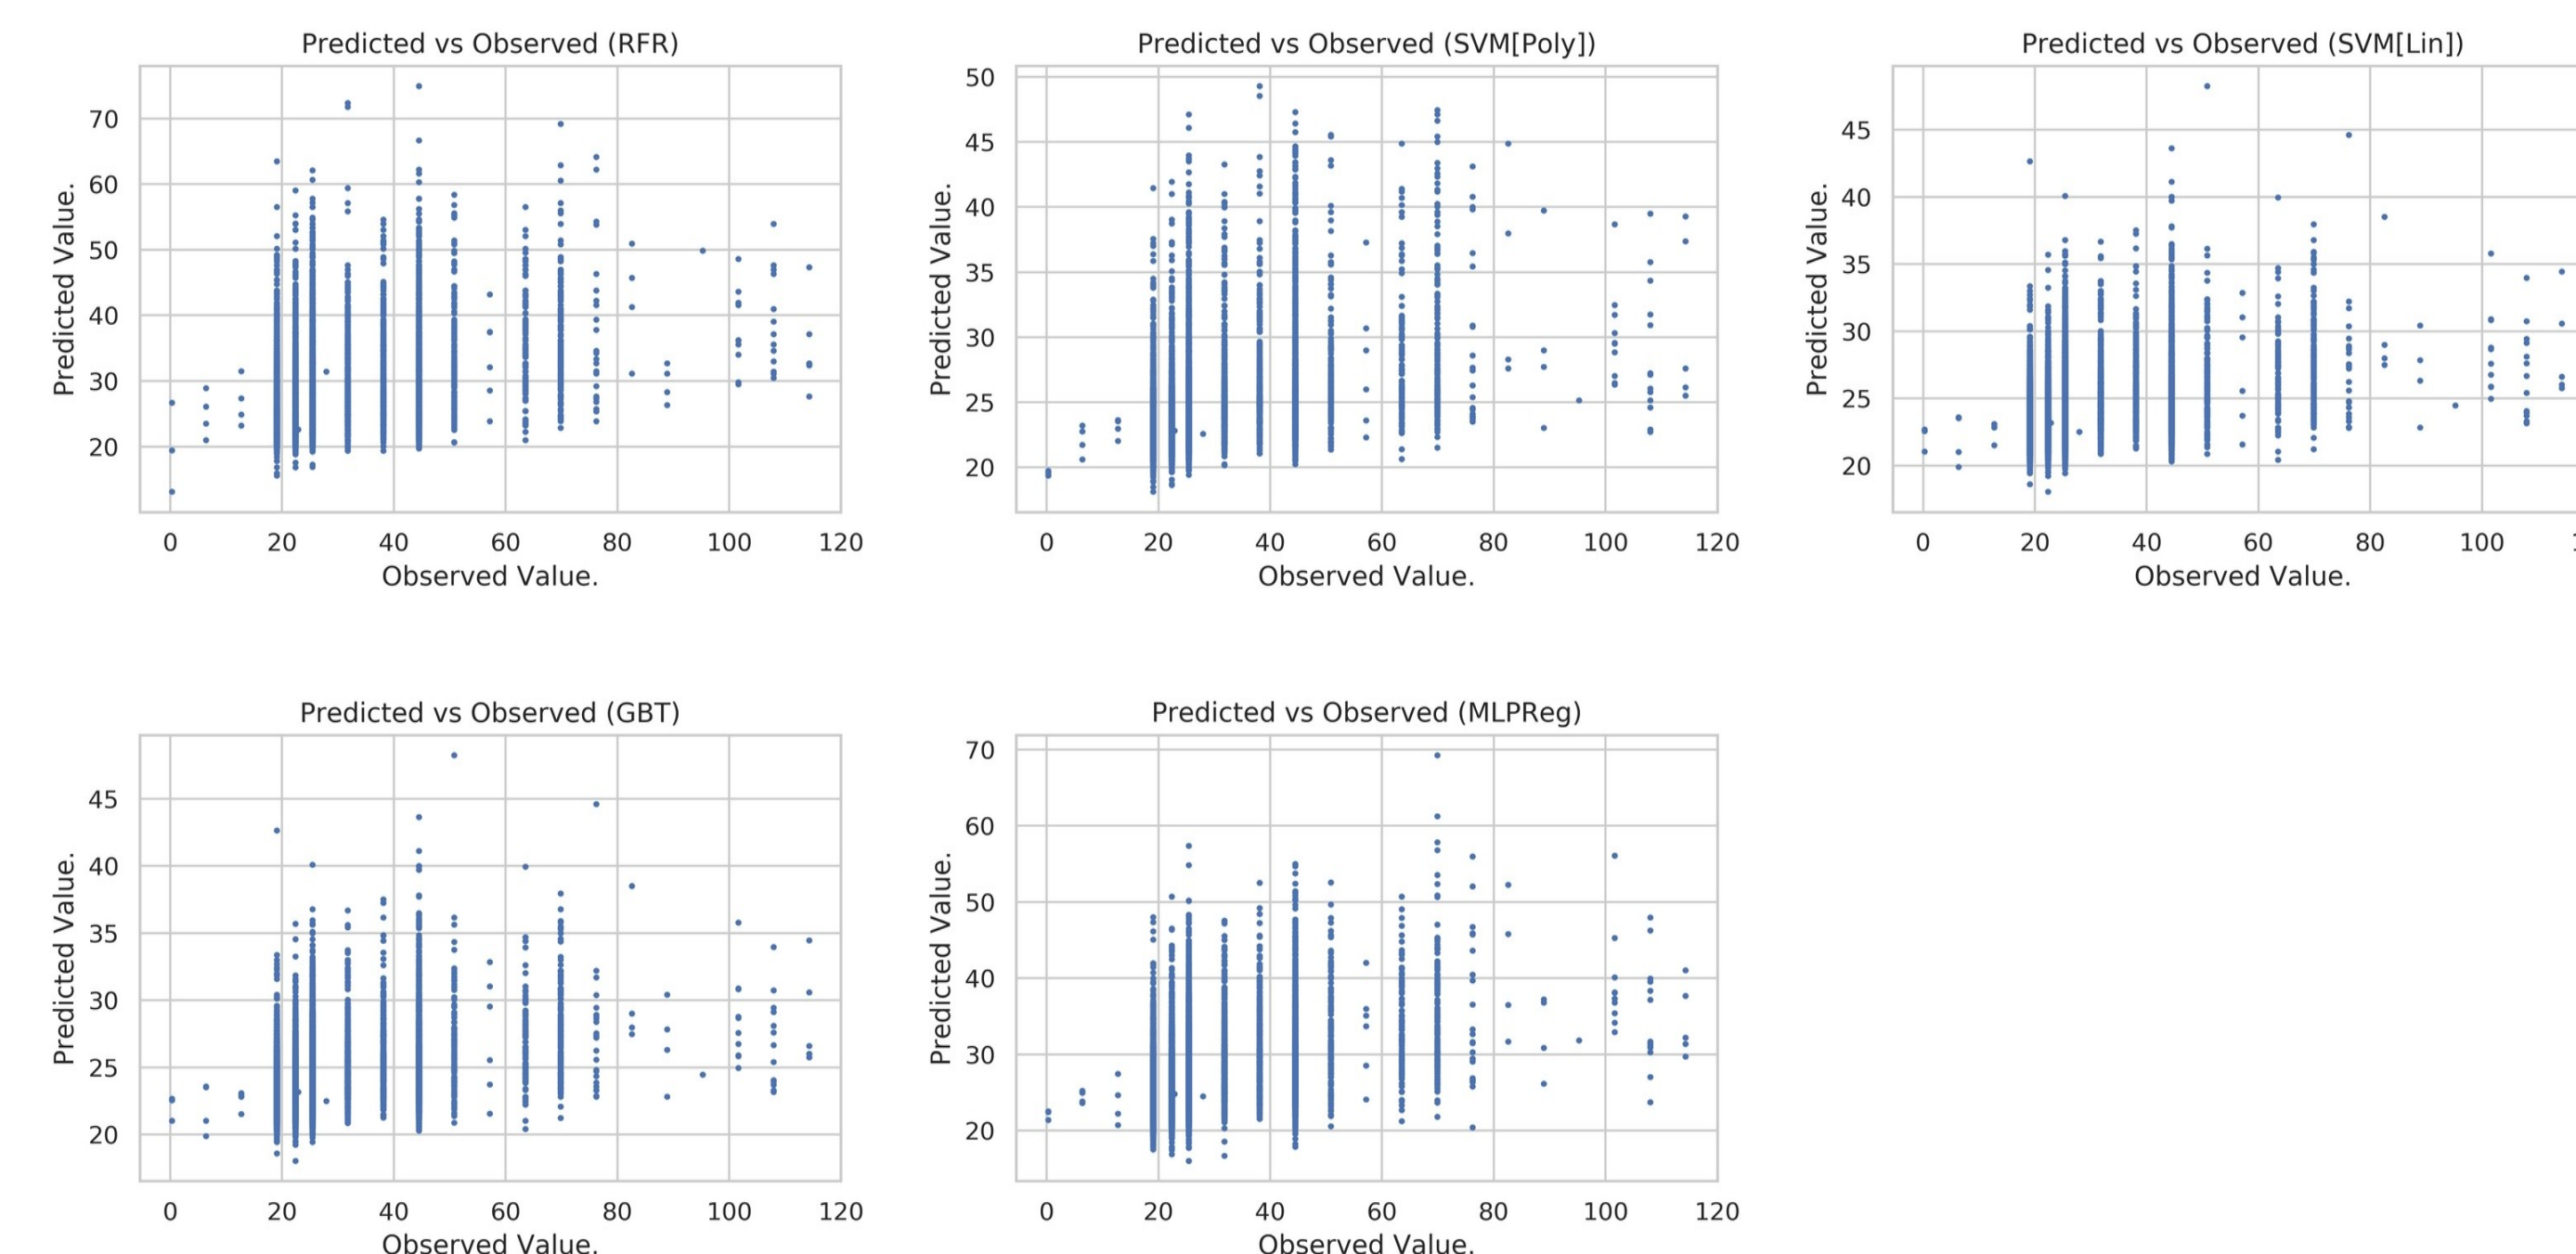 Predicted vs Observed (RFR)
Predicted Value.
70
60
50
40
30
20
0 20 40 60 80 100 120
Observed Value.
Predicted vs Observed (SVM[Poly])
Predicted Value.
50
45
40
35
30
25
20
0 20 40 60 80 100 120
Observed Value.
Predicted vs Observed (SVM[Lin])
Predicted Value.
45
40
35
30
25
20
0 20 40 60 80 100
Observed Value.
Predicted vs Observed (GBT)
Predicted Value.
45
40
35
30
25
20
0 20 40 60 80 100 120
Observed Value.
Predicted vs Observed (MLPReg)
Predicted Value.
70
60
50
40
30
20
0 20 40 60 80 100 120
Observed Value.